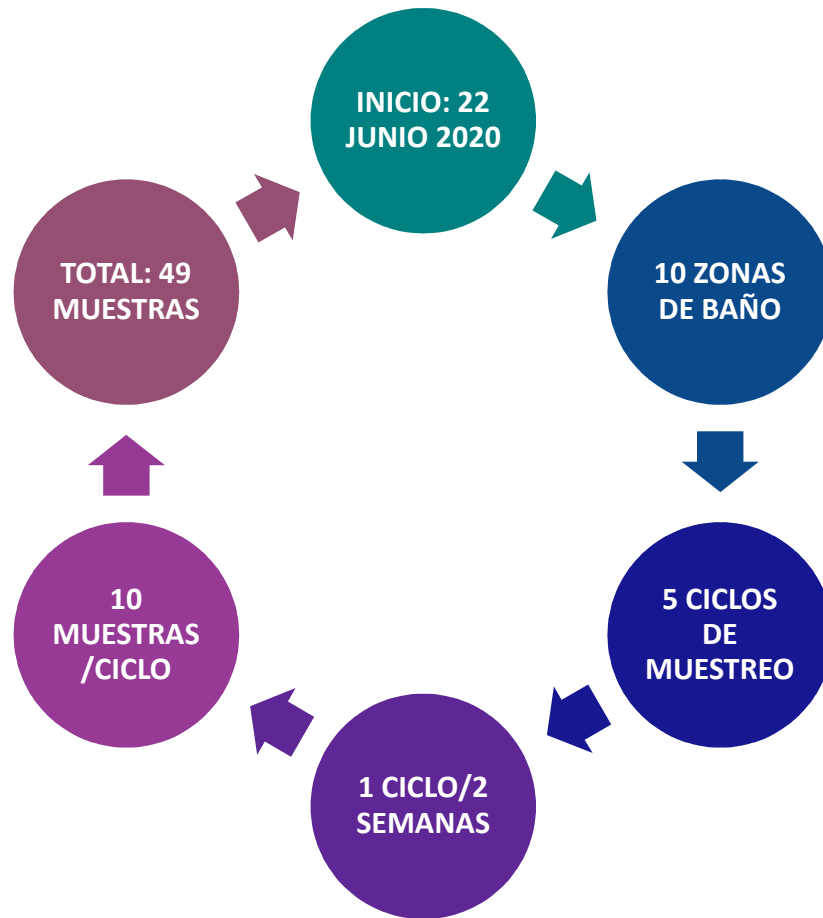 INICIO: 22
JUNIO 2020
10 ZONAS
DE BAÑO
5 CICLOS
DE
MUESTREO
1 CICLO/2
SEMANAS
10
MUESTRAS
/CICLO
TOTAL: 49
MUESTRAS